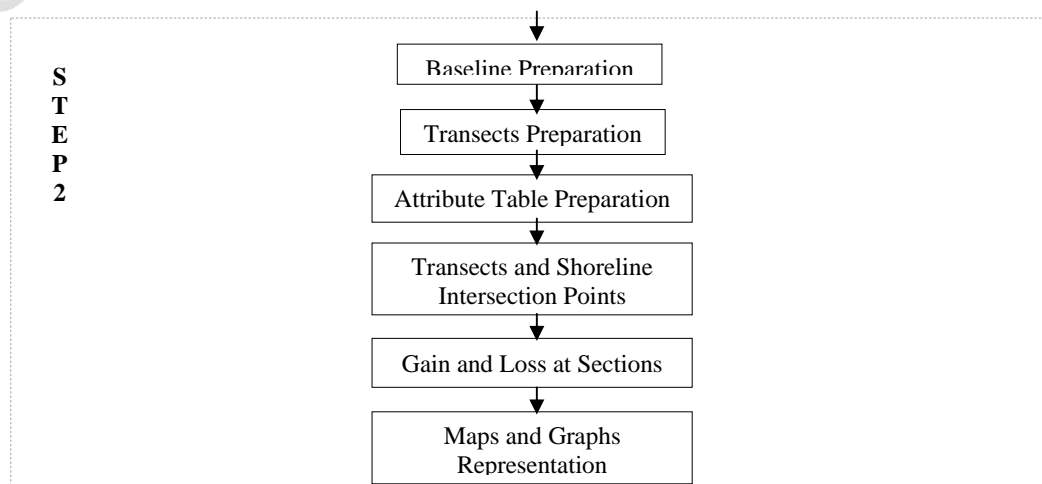 S
T
E
P
2
Baseline Preparation
Transects Preparation
Attribute Table Preparation
Transects and Shoreline
Intersection Points
Gain and Loss at Sections
Maps and Graphs
Representation